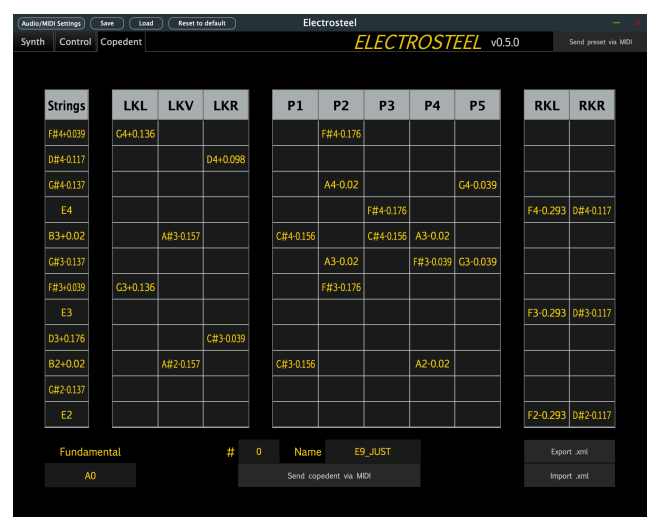 Audio/MIDI Settings Save Load Reset to default Electrosteel
Synth Control Copedent ELECTROSTEEL v0.5.0 Send preset via MIDI
Strings LKL LKV LKR P1 P2 P3 P4 P5 RKL RKR
F#4+0.039 G4+0.136 F#4-0.176
D#4-0.117 D4+0.098
G#4-0.137 A4-0.02 G4-0.039
E4 F#4-0.176 F4-0.293 D#4-0.117
B3+0.02 A#3-0.157 C#4-0.156 C#4-0.156 A3-0.02
G#3-0.137 A3-0.02 F#3-0.039 G3-0.039
F#3+0.039 G3+0.136 F#3-0.176
E3 F3-0.293 D#3-0.117
D3+0.176 C#3-0.039
B2+0.02 A#2-0.157 C#3-0.156 A2-0.02
G#2-0.137
E2 F2-0.293 D#2-0.117
Fundamental # 0 Name E9_JUST Export .xml
A0 Send copedent via MIDI Import .xml